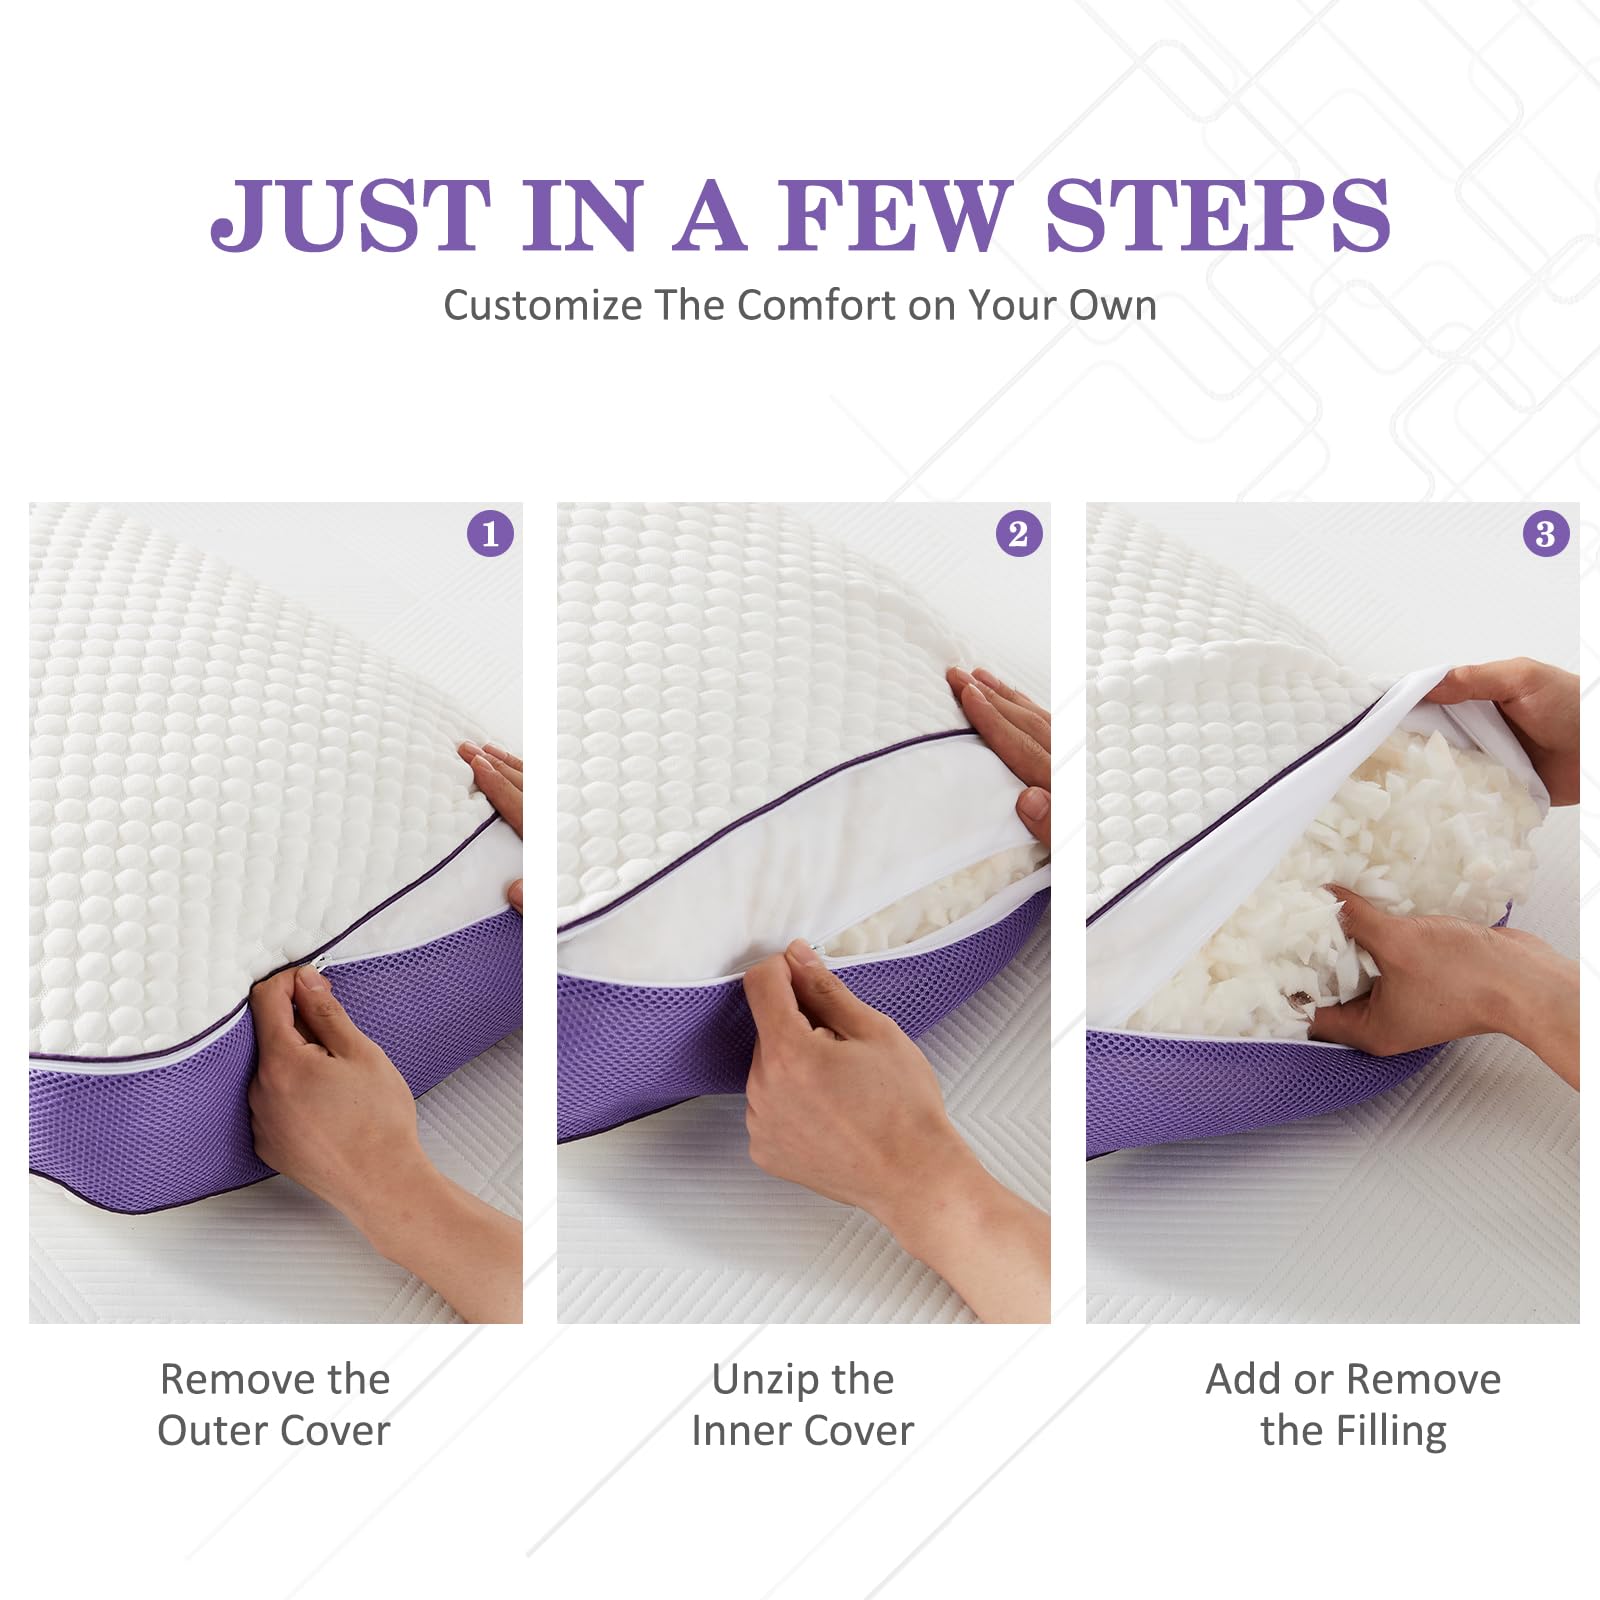 JUST IN A FEW STEPS
Customize The Comfort on Your Own
1
2
3
Remove the
Outer Cover
Unzip the
Inner Cover
Add or Remove
the Filling